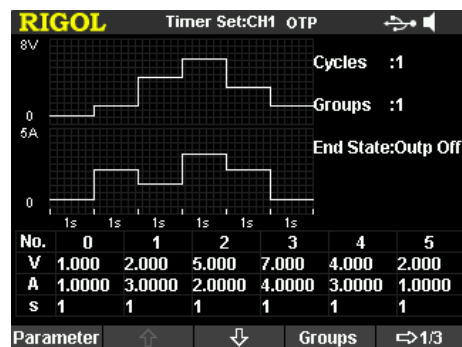 RIGOL Timer Set:CH1 OTP
8V
Cycles :1
Groups :1
0
5A
End State:Outp Off
0
1s 1s 1s 1s 1s
No. 0 1 2 3 4 5
V 1.000 2.000 5.000 7.000 4.000 2.000
A 1.0000 3.0000 2.0000 4.0000 3.0000 1.0000
s 1 1 1 1 1 1
Parameter Groups 1/3